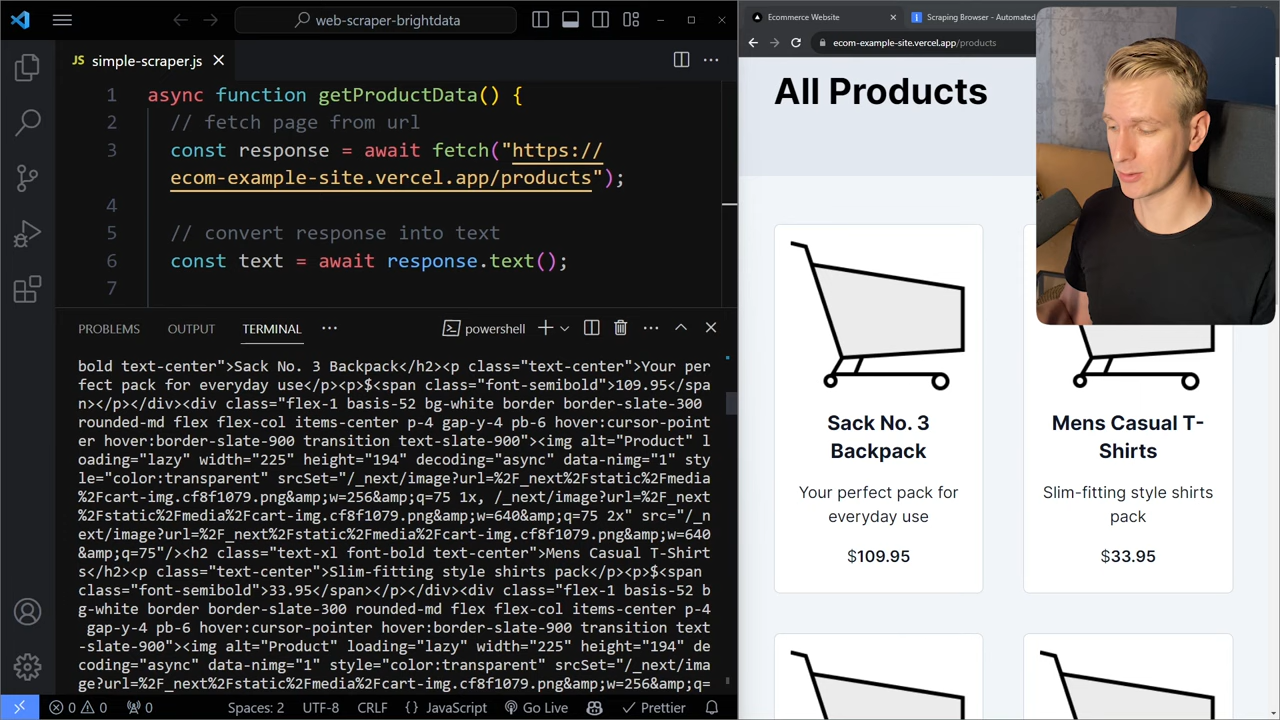 web-scraper-brightdata
simple-scraper.js
1 async function getProductData() {
2 // fetch page from url
3 const response = await fetch("https://
ecom-example-site.vercel.app/products");
4
5 // convert response into text
6 const text = await response.text();
7
PROBLEMS OUTPUT TERMINAL ··· powershell
bold text-center">Sack No. 3 Backpack</h2><p class="text-center">Your per
fect pack for everyday use</p><p>$<span class="font-semibold">109.95</spa
n></p></div><div class="flex-1 basis-52 bg-white border border-slate-300
rounded-md flex flex-col items-center p-4 gap-y-4 pb-6 hover:cursor-point
er hover:border-slate-900 transition text-slate-900"><img alt="Product" l
oading="lazy" width="225" height="194" decoding="async" data-nimg="1" sty
le="color:transparent" srcSet="/_next/image?url=%2F_next%2Fstatic%2Fmedia
%2Fcart-img.cf8f1079.png&amp;w=256&amp;q=75 1x, /_next/image?url=%2F_next
%2Fstatic%2Fmedia%2Fcart-img.cf8f1079.png&amp;w=640&amp;q=75 2x" src="/_n
ext/image?url=%2F_next%2Fstatic%2Fmedia%2Fcart-img.cf8f1079.png&amp;w=640
&amp;q=75"/><h2 class="text-xl font-bold text-center">Mens Casual T-Shirt
s</h2><p class="text-center">Slim-fitting style shirts pack</p><p>$<span
class="font-semibold">33.95</span></p></div><div class="flex-1 basis-52 b
g-white border border-slate-300 rounded-md flex flex-col items-center p-4
gap-y-4 pb-6 hover:cursor-pointer hover:border-slate-900 transition text
-slate-900"><img alt="Product" loading="lazy" width="225" height="194" de
coding="async" data-nimg="1" style="color:transparent" srcSet="/_next/ima
ge?url=%2F_next%2Fstatic%2Fmedia%2Fcart-img.cf8f1079.png&amp;w=256&amp;q=
0 0 0 Spaces: 2 UTF-8 CRLF JavaScript Go Live Prettier
Ecommerce Website
Scraping Browser - Automated
ecom-example-site.vercel.app/products
All Products
Sack No. 3
Backpack
Your perfect pack for
everyday use
$109.95
Mens Casual T-
Shirts
Slim-fitting style shirts
pack
$33.95